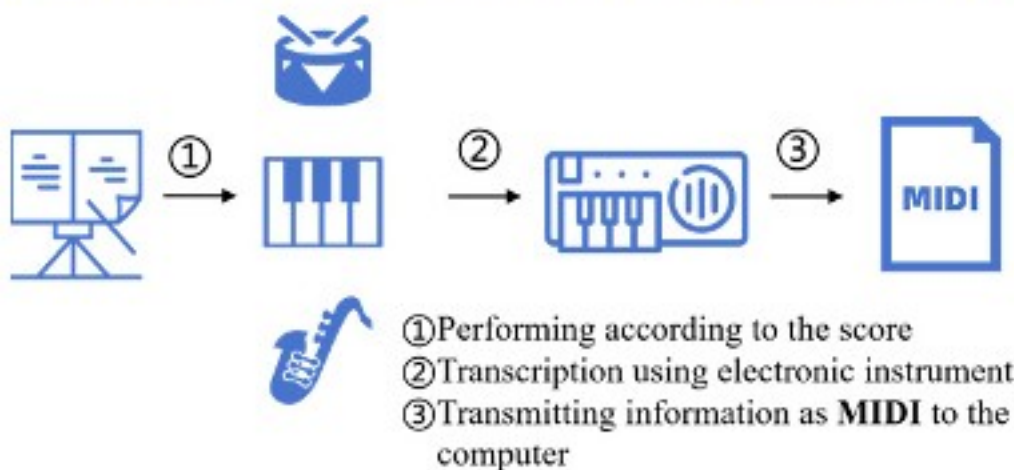 ①
②
③
MIDI
①Performing according to the score
②Transcription using electronic instrument
③Transmitting information as MIDI to the
computer